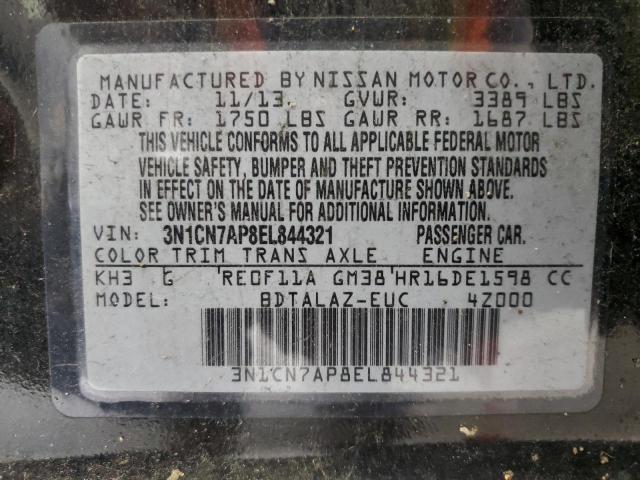 MANUFACTURED BY NISSAN MOTOR CO., LTD.
DATE: 11/13 GVWR: 3389 LBS
GAWR FR: 1750 LBS GAWR RR: 1687 LBS
THIS VEHICLE CONFORMS TO ALL APPLICABLE FEDERAL MOTOR
VEHICLE SAFETY, BUMPER AND THEFT PREVENTION STANDARDS
IN EFFECT ON THE DATE OF MANUFACTURE SHOWN ABOVE.
SEE OWNER'S MANUAL FOR ADDITIONAL INFORMATION.
VIN: 3N1CN7AP8EL844321 PASSENGER CAR.
COLOR TRIM TRANS AXLE ENGINE
KH3 G RE0F11A GM38 HR16DE1598 CC
MODEL: BDTALAZ-EUC 4Z000
3N1CN7AP8EL844321